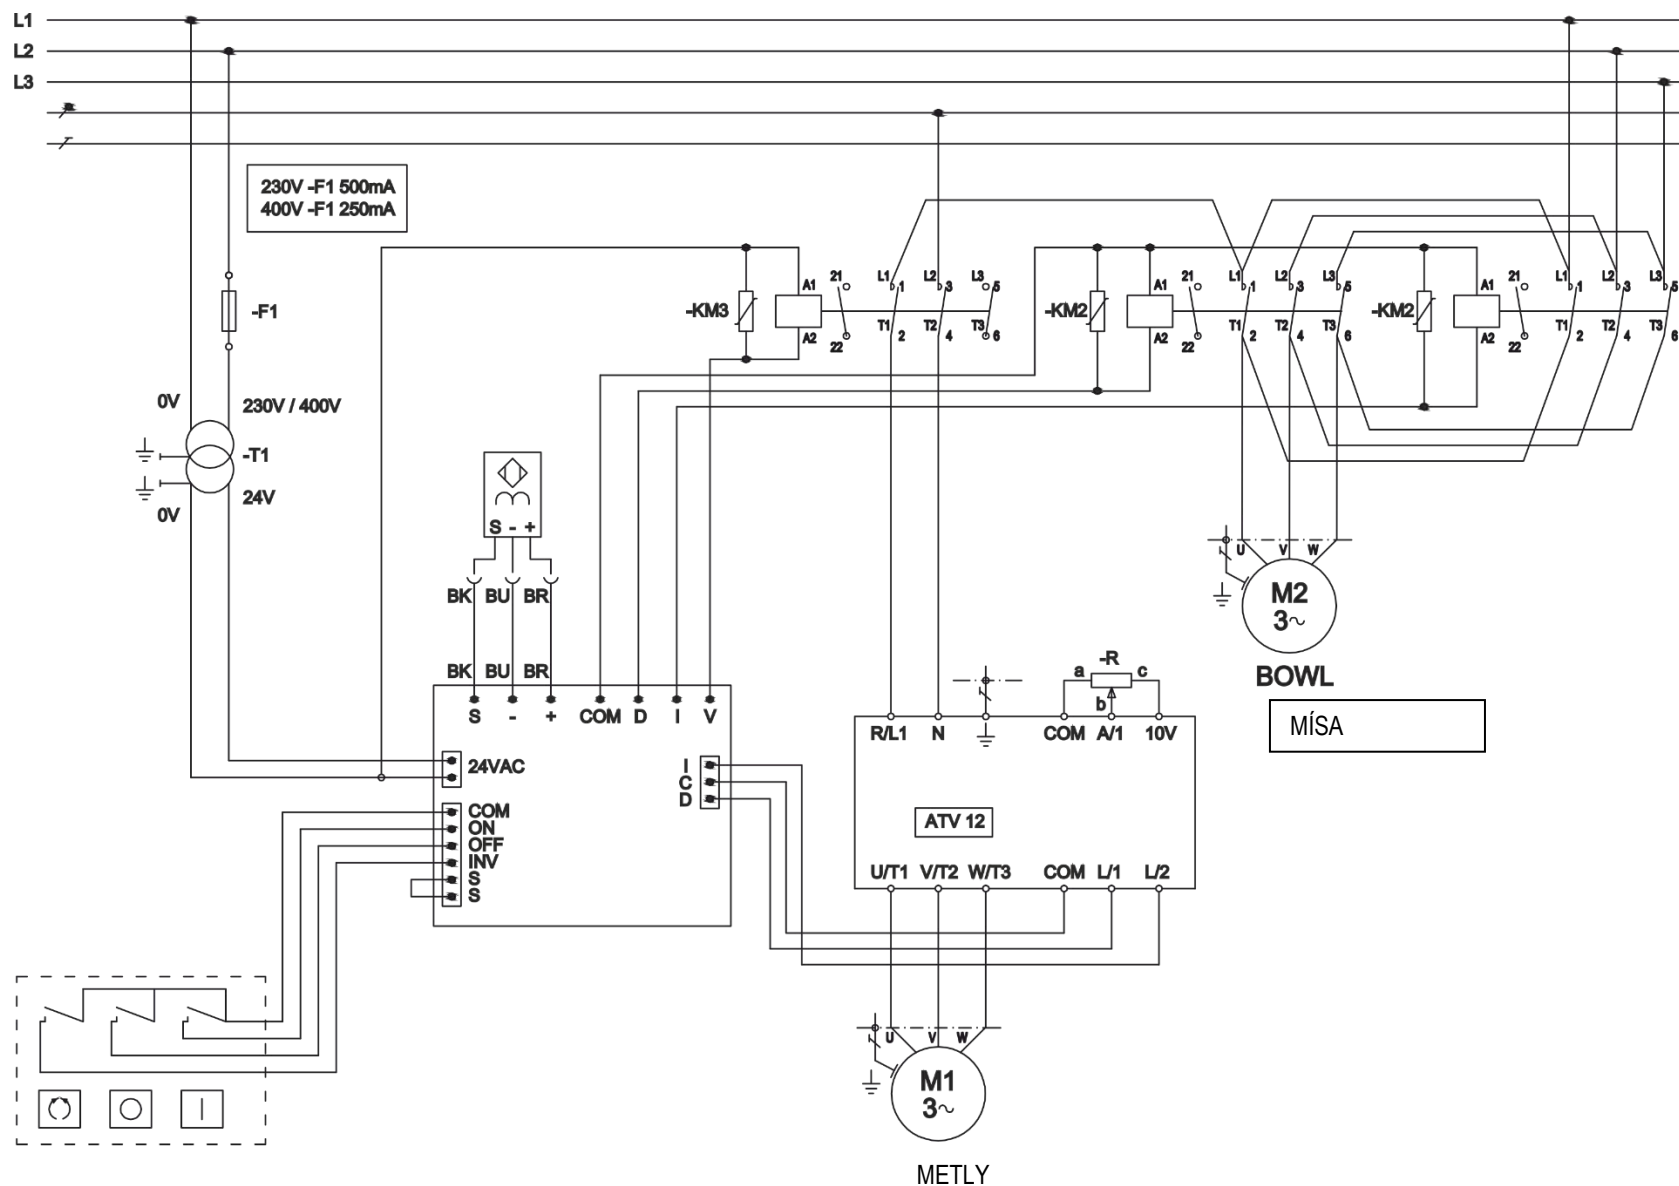 L1
L2
L3
230V -F1 500mA
400V -F1 250mA
-F1
0V
230V / 400V
-T1
0V
24V
-KM3
A1
A2
21
22
L1
1
L2
3
L3
5
T1
2
T2
4
T3
6
-KM2
A1
A2
21
22
L1
1
L2
3
L3
5
T1
2
T2
4
T3
6
-KM2
A1
A2
21
22
L1
1
L2
3
L3
5
T1
2
T2
4
T3
6
S - +
BK BU BR
BK BU BR
S - + COM D I V
24VAC
COM
ON
OFF
INV
S
S
I
C
D
-R
a
b
c
R/L1 N COM A/1 10V
ATV 12
U/T1 V/T2 W/T3 COM L/1 L/2
U V W
M2
3~
BOWL
MÍSA
U V W
M1
3~
METLY